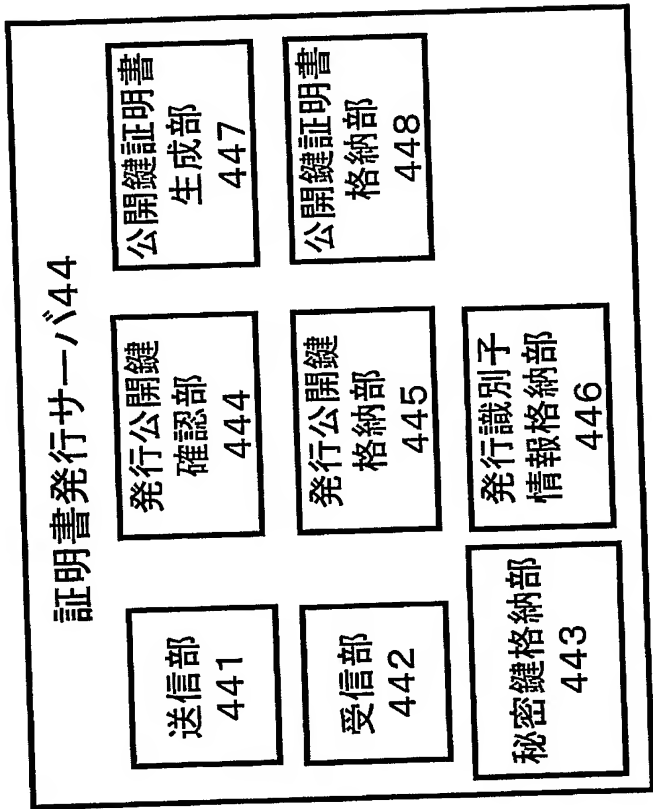 証明書発行サーバ44
送信部
441
受信部
442
秘密鍵格納部
443
発行公開鍵
確認部
444
発行公開鍵
格納部
445
発行識別子
情報格納部
446
公開鍵証明書
生成部
447
公開鍵証明書
格納部
448